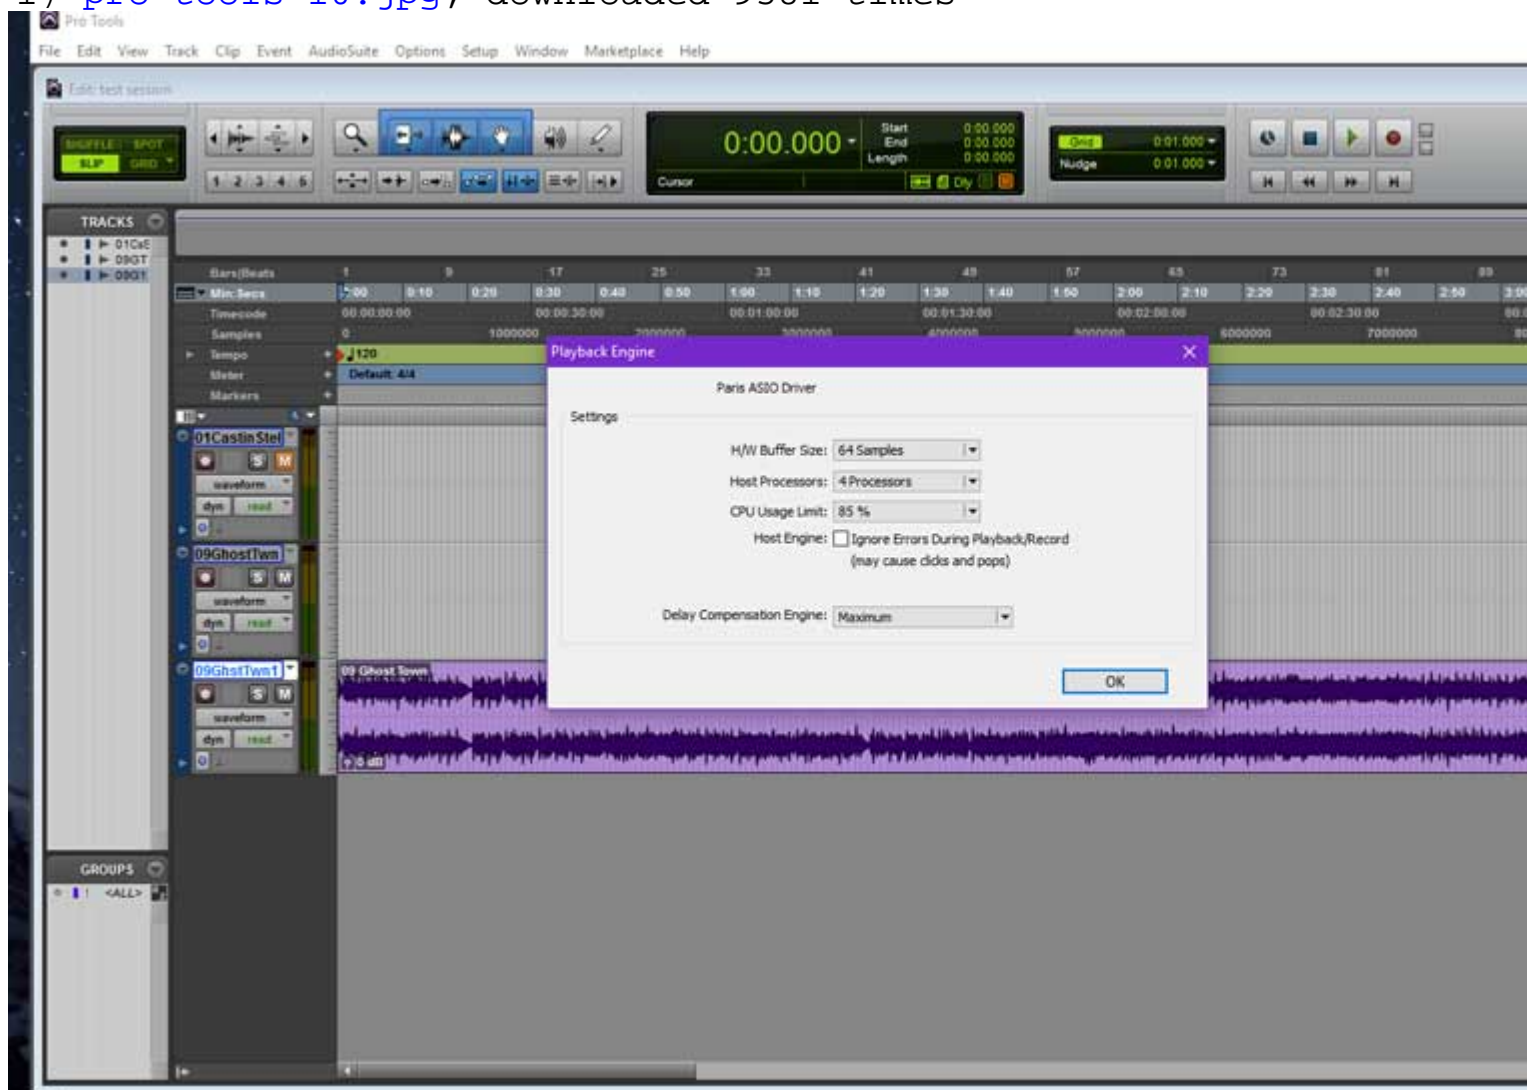 Pro Tools
File Edit View Track Clip Event AudioSuite Options Setup Window Marketplace Help
Edit: test session
SHUFFLE SPOT
SLIP GRID
1 2 3 4 5
0:00.000
Start 0:00.000
End 0:00.000
Length 0:00.000
Cursor
Dly
Grid 0:01.000
Nudge 0:01.000
TRACKS
01CaS
09GT
09GT
Bars|Beats 1 9 17 25 33 41 49 57 65 73 81 89
Min:Secs 0:00 0:10 0:20 0:30 0:40 0:50 1:00 1:10 1:20 1:30 1:40 1:50 2:00 2:10 2:20 2:30 2:40 2:50
Timecode 00:00:00:00 00:00:30:00 00:01:00:00 00:01:30:00 00:02:00:00 00:02:30:00
Samples 0 1000000 2000000 3000000 4000000 5000000 6000000 7000000
Tempo 120
Meter Default: 4/4
Markers
Playback Engine
Paris ASIO Driver
Settings
H/W Buffer Size: 64 Samples
Host Processors: 4 Processors
CPU Usage Limit: 85 %
Host Engine: Ignore Errors During Playback/Record
(may cause clicks and pops)
Delay Compensation Engine: Maximum
OK
01CastinStel
S M
waveform
dyn read
09GhostTwn
S M
waveform
dyn read
09GhstTwn1
S M
waveform
dyn read
09 Ghost Town
0 dB
GROUPS
! <ALL>